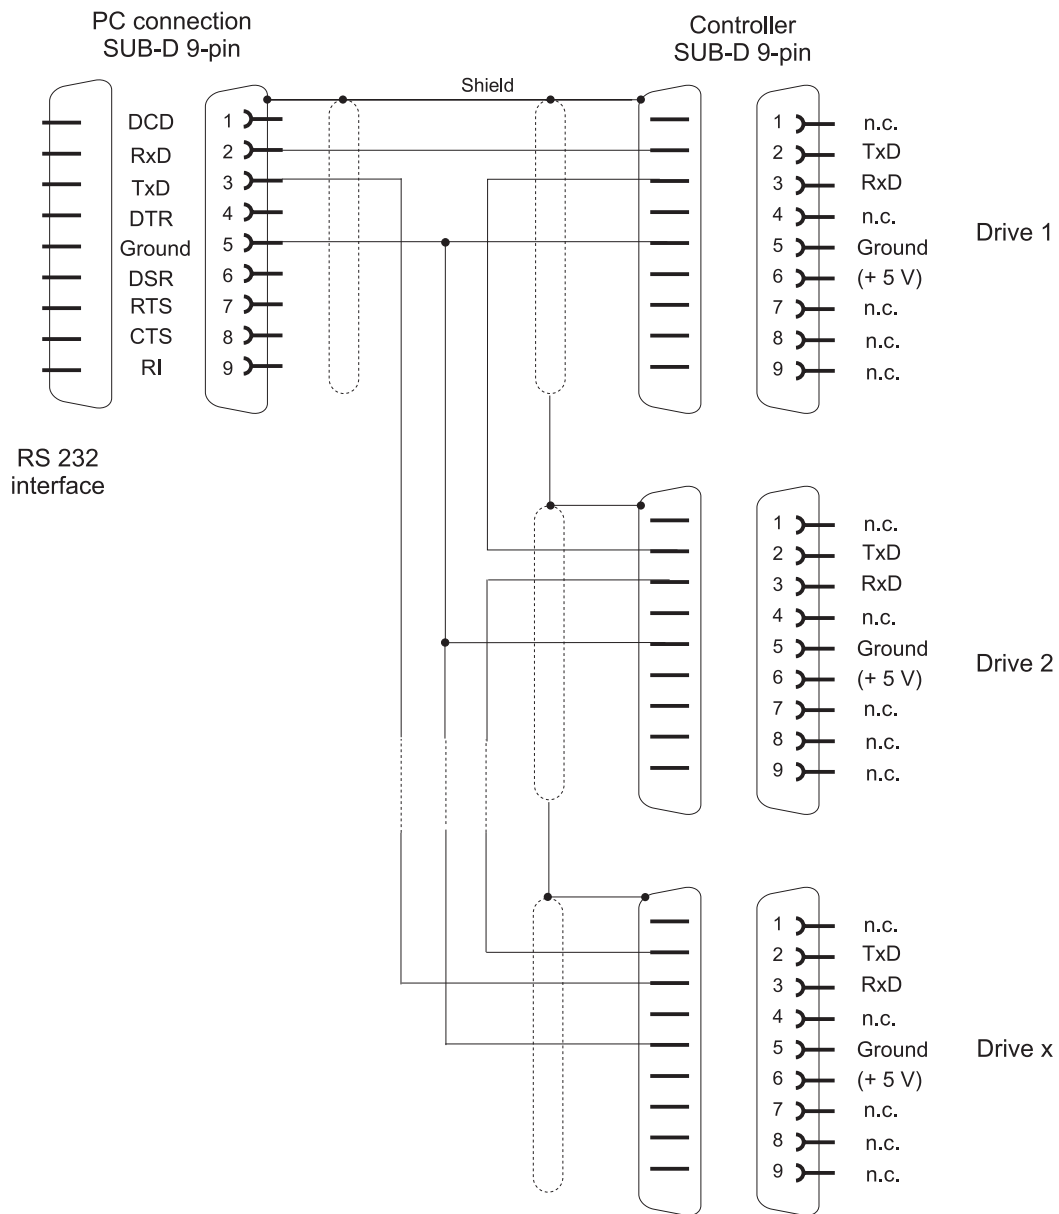 PC connection
SUB-D 9-pin
Controller
SUB-D 9-pin
Shield
DCD 1
RxD 2
TxD 3
DTR 4
Ground 5
DSR 6
RTS 7
CTS 8
RI 9
RS 232
interface
1 n.c.
2 TxD
3 RxD
4 n.c.
5 Ground
6 (+ 5 V)
7 n.c.
8 n.c.
9 n.c.
Drive 1
1 n.c.
2 TxD
3 RxD
4 n.c.
5 Ground
6 (+ 5 V)
7 n.c.
8 n.c.
9 n.c.
Drive 2
1 n.c.
2 TxD
3 RxD
4 n.c.
5 Ground
6 (+ 5 V)
7 n.c.
8 n.c.
9 n.c.
Drive x